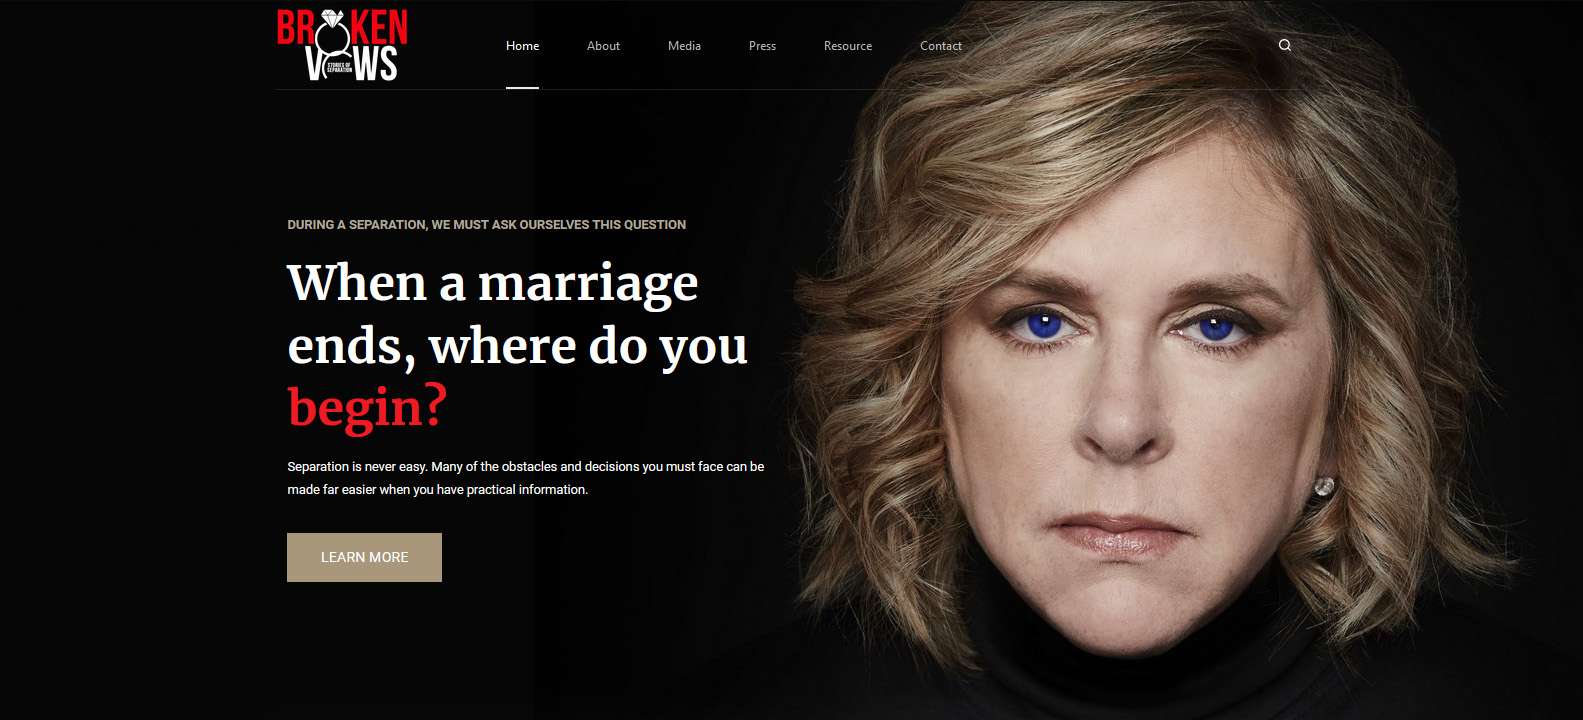 BROKEN
VOWS
STORIES OF
SEPARATION
Home About Media Press Resource Contact
DURING A SEPARATION, WE MUST ASK OURSELVES THIS QUESTION
When a marriage
ends, where do you
begin?
Separation is never easy. Many of the obstacles and decisions you must face can be
made far easier when you have practical information.
LEARN MORE